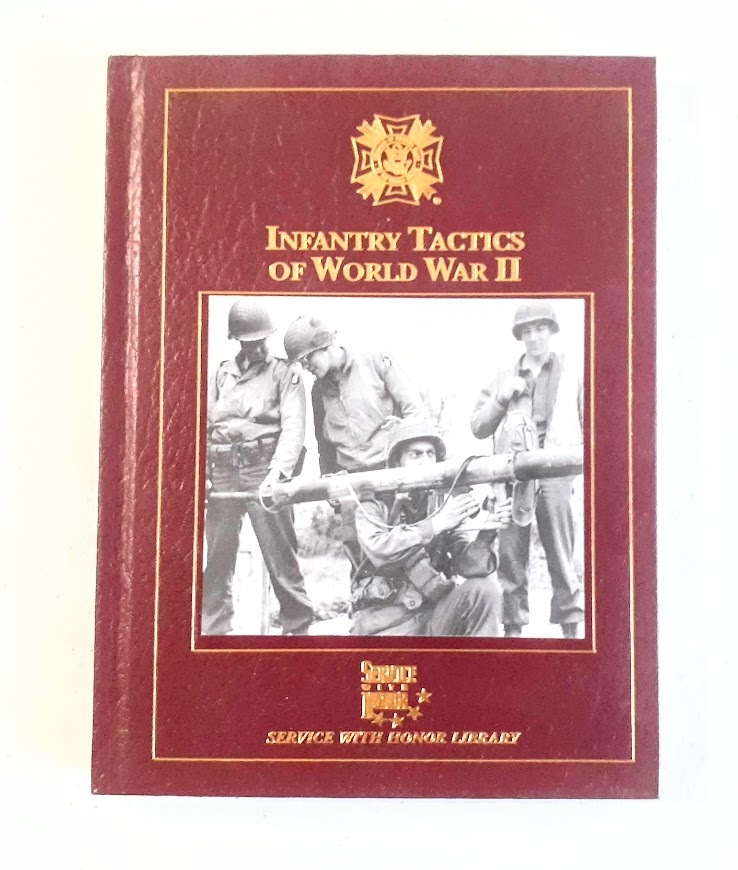 INFANTRY TACTICS
OF WORLD WAR II
SERVICE
WITH
HONOR
SERVICE WITH HONOR LIBRARY